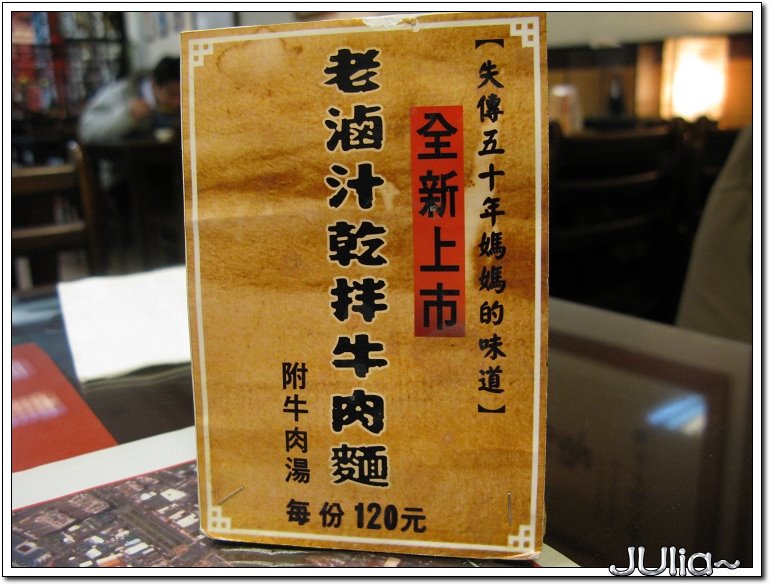 【失傳五十年媽媽的味道】
全新上市
老滷汁乾拌牛肉麵
附牛肉湯
每份120元
JUlia~